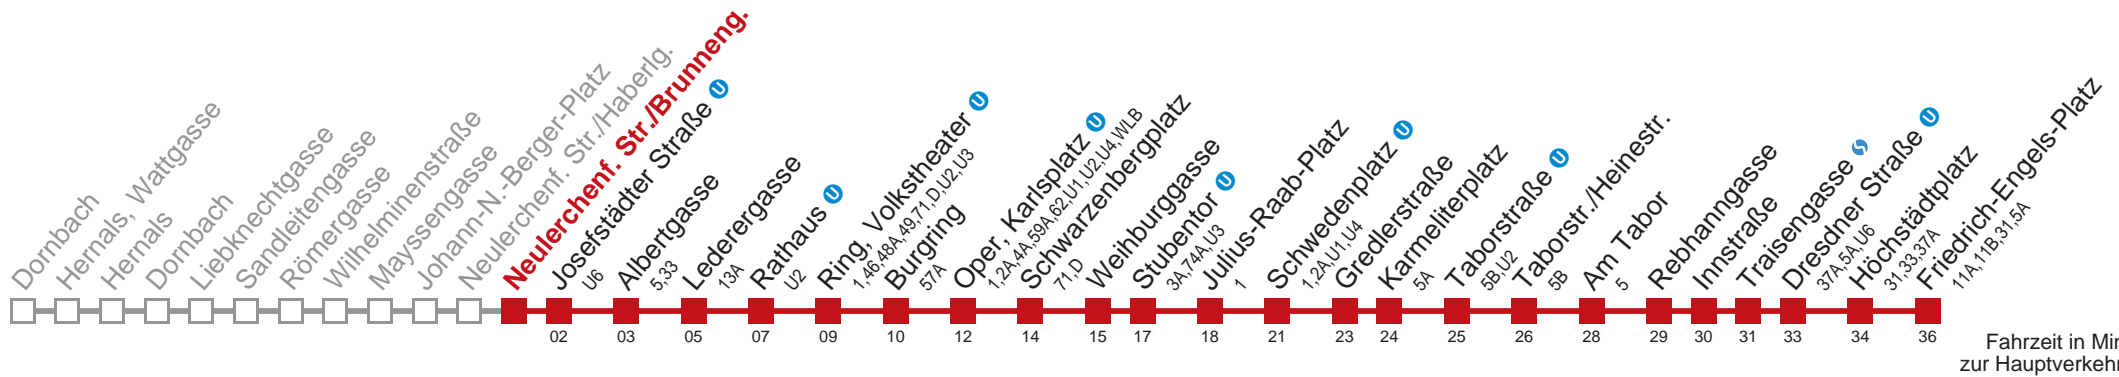 Dornbach
Hernals, Wattgasse
Hernals
Dornbach
Liebknechtgasse
Sandleitengasse
Römergasse
Wilhelminenstraße
Mayssengasse
Johann-N.-Berger-Platz
Neulerchenf. Str./Haberlg.
Neulerchenf. Str./Brunneng.
Josefstädter Straße U
U6
Albertgasse
5,33
Lederergasse
13A
Rathaus U
U2
Ring, Volkstheater U
1,46,48A,49,71,D,U2,U3
Burgring
57A
Oper, Karlsplatz U
1,2A,4A,59A,62,U1,U2,U4,WLB
Schwarzenbergplatz
71,D
Weihburggasse
Stubentor U
3A,74A,U3
Julius-Raab-Platz
1
Schwedenplatz U
1,2A,U1,U4
Gredlerstraße
Karmeliterplatz
5A
Taborstraße U
5B,U2
Taborstr./Heinestr.
5B
Am Tabor
5
Rebhanngasse
Innstraße
Traisengasse S
Dresdner Straße U
37A,5A,U6
Höchstädtplatz
31,33,37A
Friedrich-Engels-Platz
11A,11B,31,5A
02 03 05 07 09 10 12 14 15 17 18 21 23 24 25 26 28 29 30 31 33 34 36
Fahrzeit in Min
zur Hauptverkehr